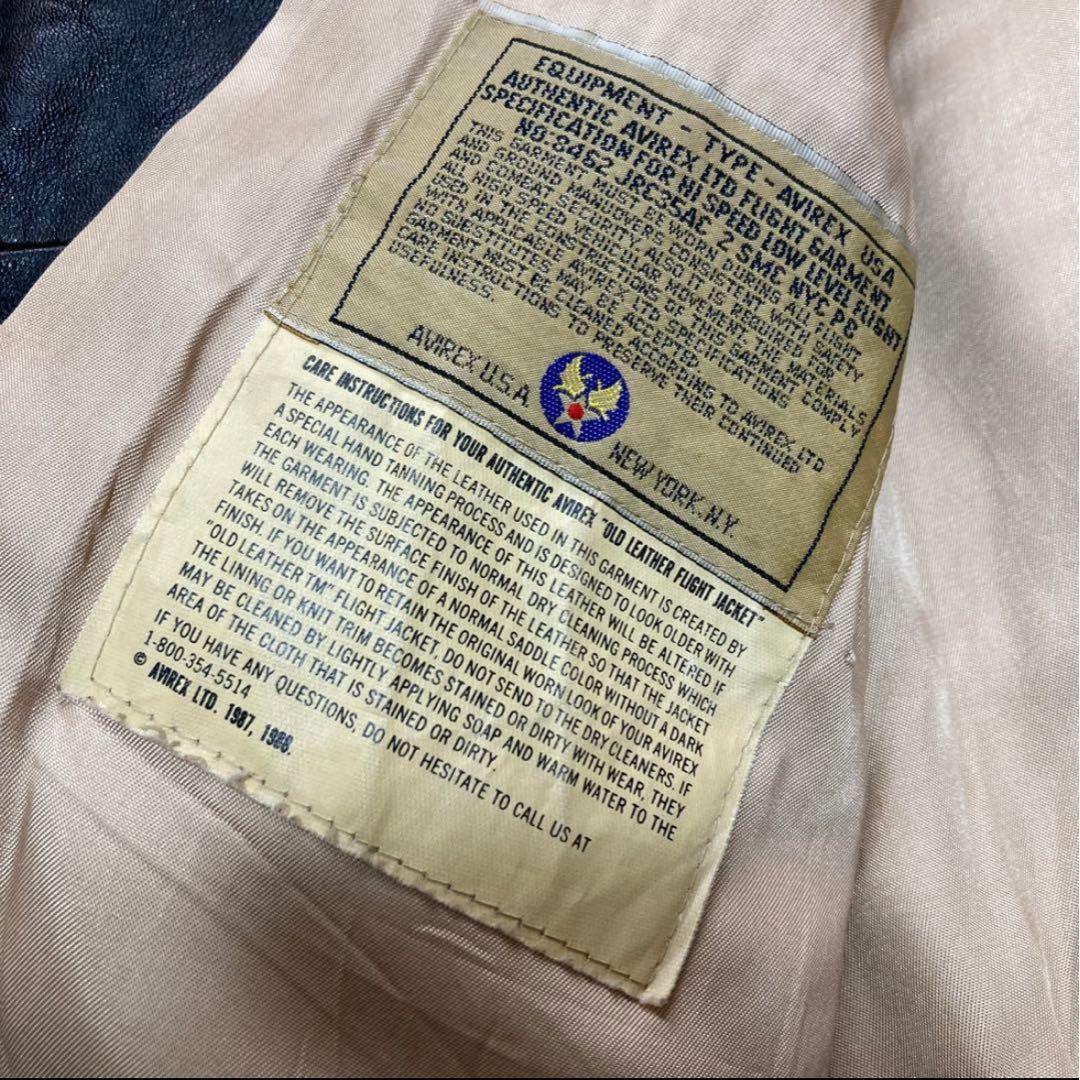 EQUIPMENT - TYPE - AVIREX USA
AUTHENTIC AVIREX LTD FLIGHT GARMENT
SPECIFICATION FOR HI SPEED LOW LEVEL FLIGHT
NO. 8462 JRC 35AE, 2 SME NYC, PS
THIS GARMENT MUST BE WORN DURING ALL FLIGHT
AND GROUND MANOUVERS CONSISTENT WITH SAFETY
AND COMBAT SECURITY. ALSO IT IS REQUIRED FOR
ALL HIGH SPEED VEHICULAR MOVEMENT. THE MATERIALS
USED IN THE CONSTRUCTIONS OF THIS GARMENT COMPLY
WITH APPLICABLE AVIREX LTD SPECIFICATIONS
NO SUBSTITUTES MAY BE ACCEPTED.
GARMENT MUST BE CLEANED ACCORDING TO AVIREX LTD
CARE INSTRUCTIONS TO PRESERVE THEIR CONTINUED
USEFULNESS.
AVIREX U.S.A. NEW YORK, N.Y.
CARE INSTRUCTIONS FOR YOUR AUTHENTIC AVIREX "OLD LEATHER FLIGHT JACKET"
THE APPEARANCE OF THE LEATHER USED IN THIS GARMENT IS CREATED BY
A SPECIAL HAND TANNING PROCESS AND IS DESIGNED TO LOOK OLDER WITH
EACH WEARING. THE APPEARANCE OF THIS LEATHER WILL BE ALTERED IF
THE GARMENT IS SUBJECTED TO NORMAL DRY CLEANING PROCESS WHICH
WILL REMOVE THE SURFACE FINISH OF THE LEATHER SO THAT THE JACKET
TAKES ON THE APPEARANCE OF A NORMAL SADDLE COLOR WITHOUT A DARK
FINISH. IF YOU WANT TO RETAIN THE ORIGINAL WORN LOOK OF YOUR AVIREX
"OLD LEATHER TM" FLIGHT JACKET, DO NOT SEND TO THE DRY CLEANERS. IF
THE LINING OR KNIT TRIM BECOMES STAINED OR DIRTY WITH WEAR, THEY
MAY BE CLEANED BY LIGHTLY APPLYING SOAP AND WARM WATER TO THE
AREA OF THE CLOTH THAT IS STAINED OR DIRTY.
IF YOU HAVE ANY QUESTIONS, DO NOT HESITATE TO CALL US AT
1-800-354-5514
© AVIREX LTD. 1987, 1988.